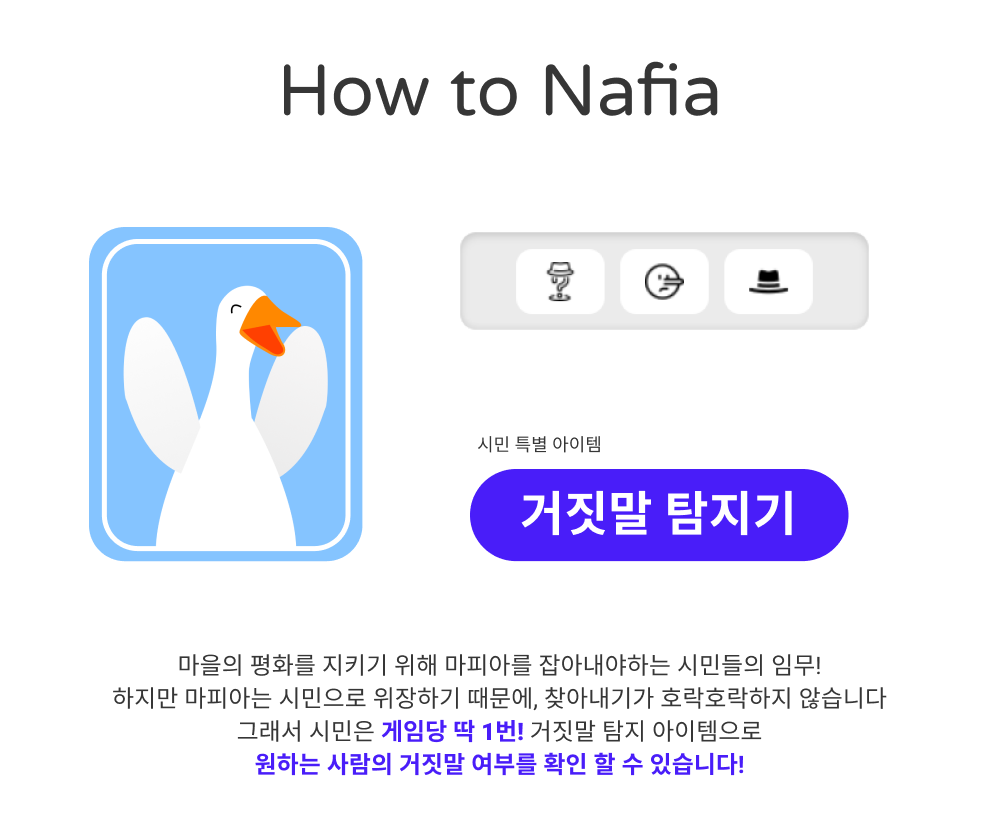 How to Nafia
시민 특별 아이템
거짓말 탐지기
마을의 평화를 지키기 위해 마피아를 잡아내야하는 시민들의 임무!
하지만 마피아는 시민으로 위장하기 때문에, 찾아내기가 호락호락하지 않습니다
그래서 시민은 게임당 딱 1번! 거짓말 탐지 아이템으로
원하는 사람의 거짓말 여부를 확인 할 수 있습니다!